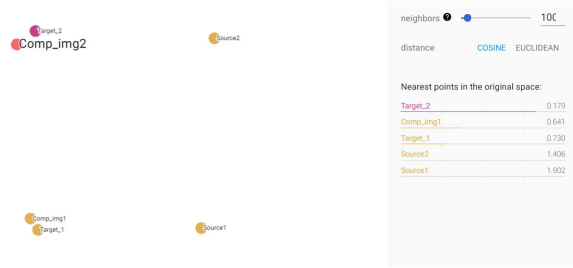 Target_2
Comp_img2
Source2
Comp_img1
Target_1
Source1
neighbors ? 100
distance COSINE EUCLIDEAN
Nearest points in the original space:
Target_2 0.179
Comp_img1 0.641
Target_1 0.730
Source2 1.406
Source1 1.902